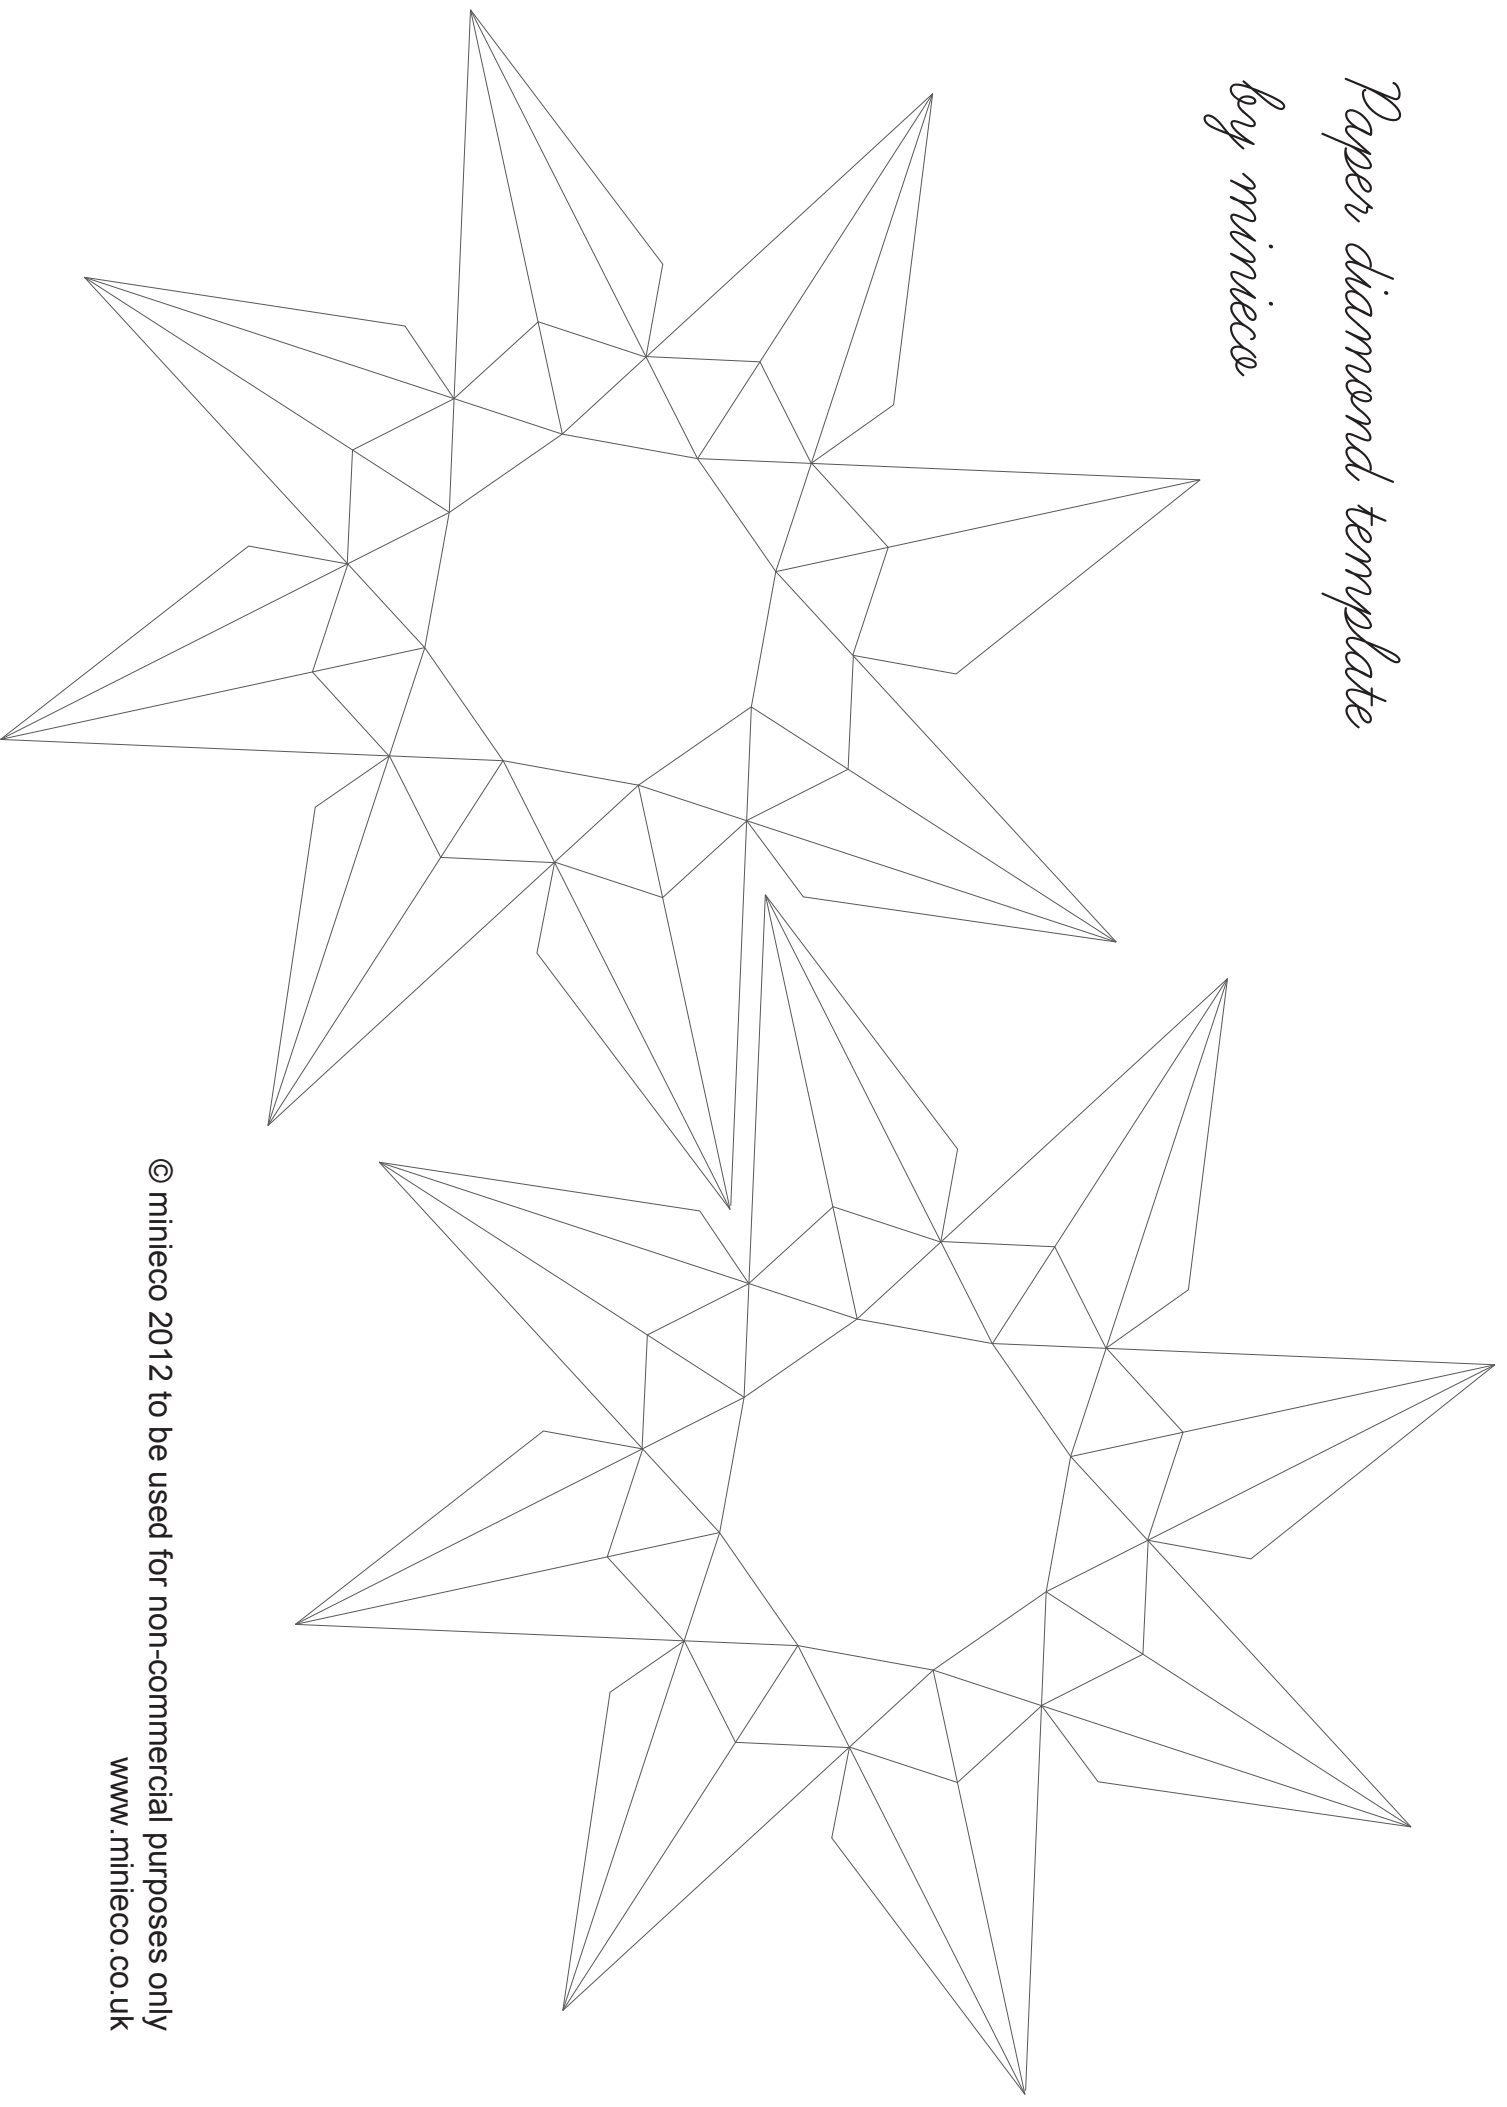 Paper diamond template
by minieco
© minieco 2012 to be used for non-commercial purposes only
www.minieco.co.uk